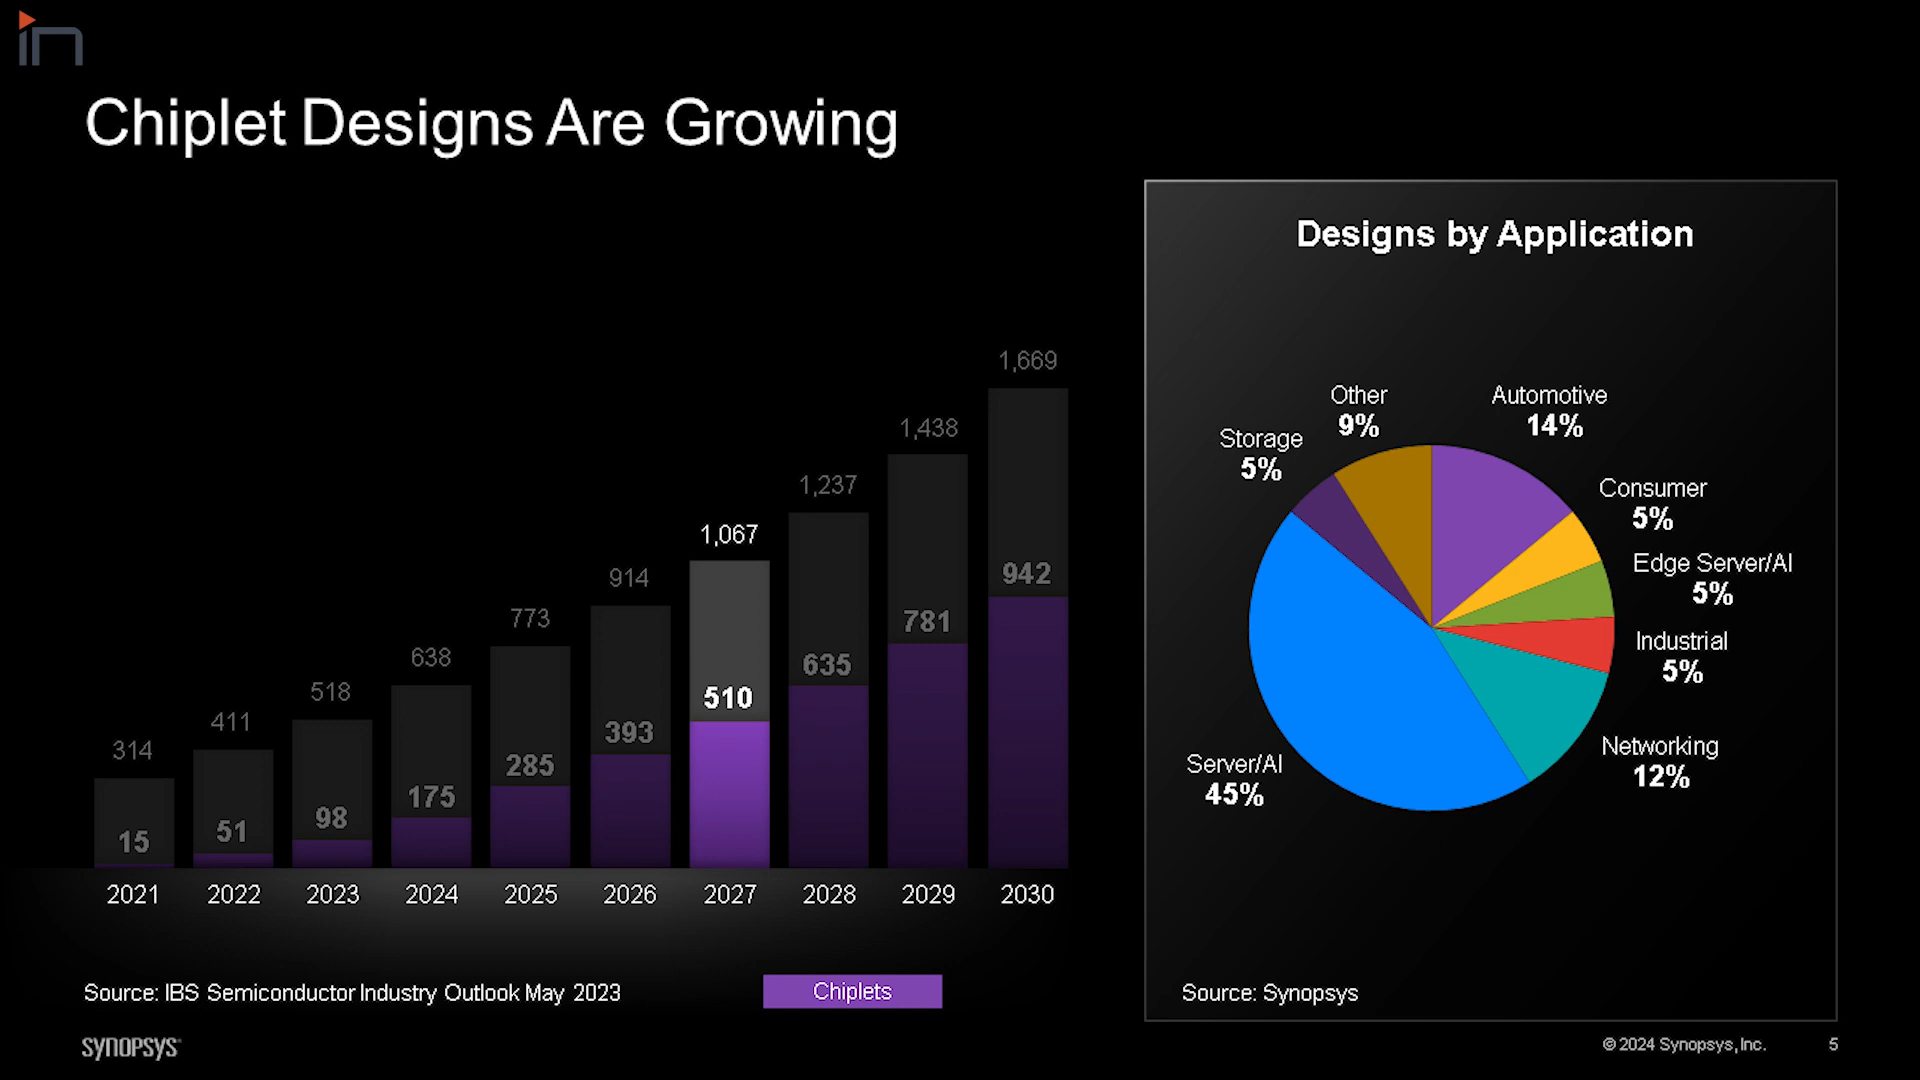 in
Chiplet Designs Are Growing
314
411
518
638
773
914
1,067
1,237
1,438
1,669
15
51
98
175
285
393
510
635
781
942
2021
2022
2023
2024
2025
2026
2027
2028
2029
2030
Source: IBS Semiconductor Industry Outlook May 2023
Chiplets
Designs by Application
Other
9%
Automotive
14%
Storage
5%
Consumer
5%
Edge Server/AI
5%
Industrial
5%
Networking
12%
Server/AI
45%
Source: Synopsys
SYNOPSYS
© 2024 Synopsys, Inc.
5